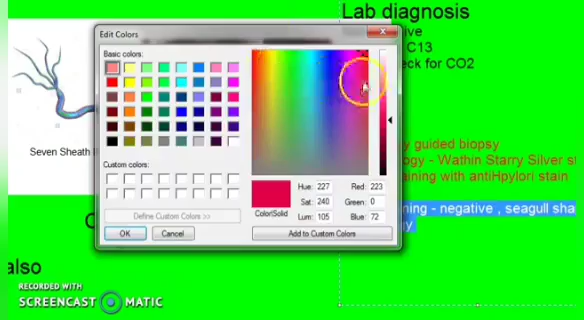 Lab diagnosis
Edit Colors
Basic colors:
ive
C13
eck for CO2
Seven Sheath
y guided biopsy
ogy - Wathin Starry Silver s
aining with antiHpylori stain
Custom colors:
Define Custom Colors >>
OK
Cancel
Color|Solid
Hue: 227
Sat: 240
Lum: 105
Red: 223
Green: 0
Blue: 72
Add to Custom Colors
ning - negative , seagull sha
y
also
RECORDED WITH
SCREENCAST MATIC